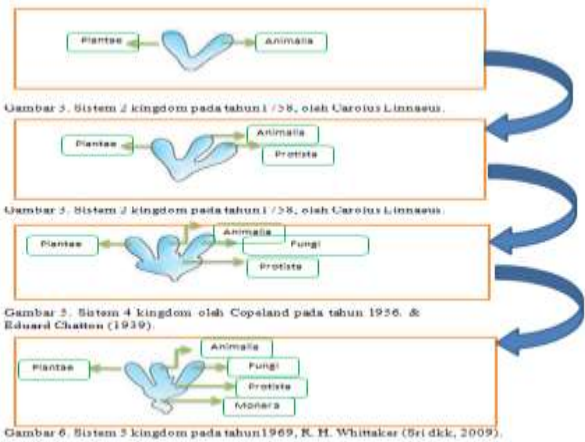 Plantae
Animalia
Gambar 3. Sistem 2 kingdom pada tahun 1758, oleh Carolus Linnaeus.
Animalia
Plantae
Protista
Gambar 3. Sistem 2 kingdom pada tahun 1758, oleh Carolus Linnaeus.
Animalia
Plantae
Fungi
Protista
Gambar 5. Sistem 4 kingdom oleh Copeland pada tahun 1956. &
Eduard Chatton (1939).
Animalia
Plantae
Fungi
Protista
Monera
Gambar 6. Sistem 5 kingdom pada tahun 1969, R. H. Whittaker (Sri dkk, 2009).